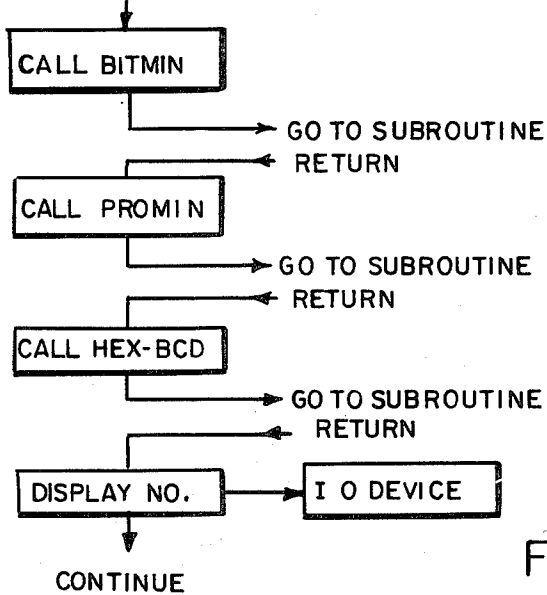 CALL BITMIN
GO TO SUBROUTINE
RETURN
CALL PROMIN
GO TO SUBROUTINE
RETURN
CALL HEX-BCD
GO TO SUBROUTINE
RETURN
DISPLAY NO.
I O DEVICE
CONTINUE
F